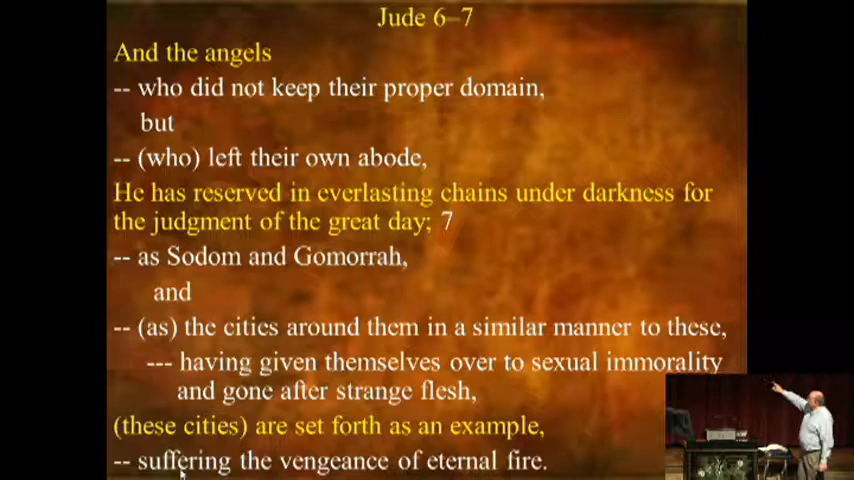 Jude 6–7
And the angels
-- who did not keep their proper domain,
but
-- (who) left their own abode,
He has reserved in everlasting chains under darkness for
the judgment of the great day; 7
-- as Sodom and Gomorrah,
and
-- (as) the cities around them in a similar manner to these,
--- having given themselves over to sexual immorality
and gone after strange flesh,
(these cities) are set forth as an example,
-- suffering the vengeance of eternal fire.